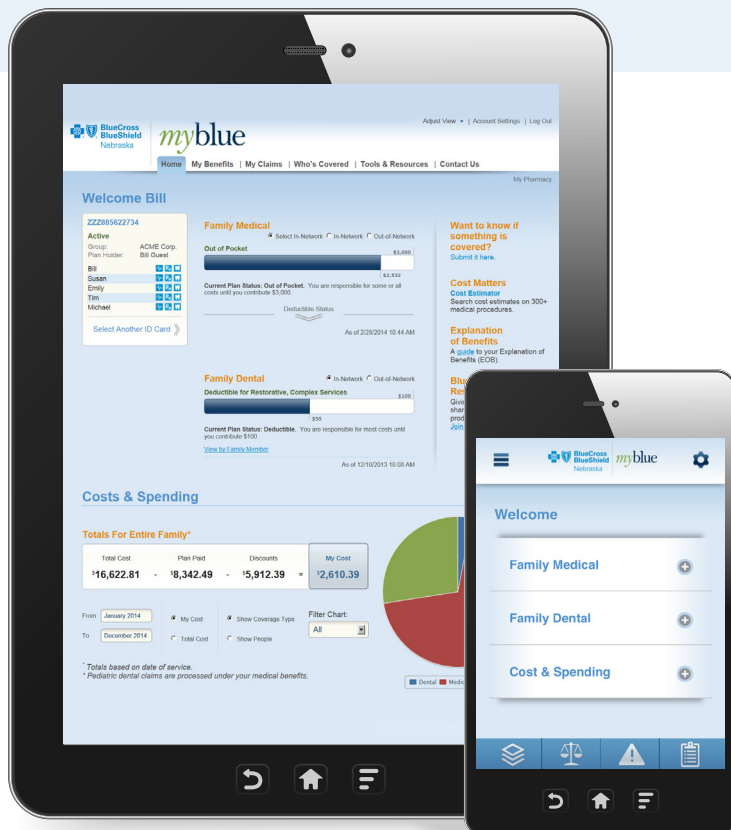 Adjust View | Account Settings | Log Out
BlueCross
BlueShield
Nebraska
myblue
Home My Benefits | My Claims | Who's Covered | Tools & Resources | Contact Us
My Pharmacy
Welcome Bill
ZZZ805622734
Active
Group: ACME Corp.
Plan Holder: Bill Guest
Bill
Susan
Emily
Tim
Michael
Select Another ID Card
Family Medical
Select In Network In-Network Out-of-Network
Out of Pocket
$3,000
$2,932
Current Plan Status: Out of Pocket. You are responsible for some or all
costs until you contribute $3,000.
Deductible Status
As of 2/28/2014 10:44 AM
Family Dental
In-Network Out-of-Network
Deductible for Restorative, Complex Services
$100
$50
Current Plan Status: Deductible. You are responsible for most costs until
you contribute $100.
View by Family Member
As of 12/10/2013 10:08 AM
Want to know if
something is
covered?
Submit it here.
Cost Matters
Cost Estimator
Search cost estimates on 300+
medical procedures.
Explanation
of Benefits
A guide to your Explanation of
Benefits (EOB).
Join
Costs & Spending
Totals For Entire Family*
Total Cost Plan Paid Discounts My Cost
$16,622.81 - $8,342.49 - $5,912.39 = $2,610.39
From January 2014
To December 2014
My Cost
Total Cost
Show Coverage Type
Show People
Filter Chart:
All
* Totals based on date of service.
* Pediatric dental claims are processed under your medical benefits.
Dental
BlueCross
BlueShield
Nebraska
myblue
Welcome
Family Medical
Family Dental
Cost & Spending